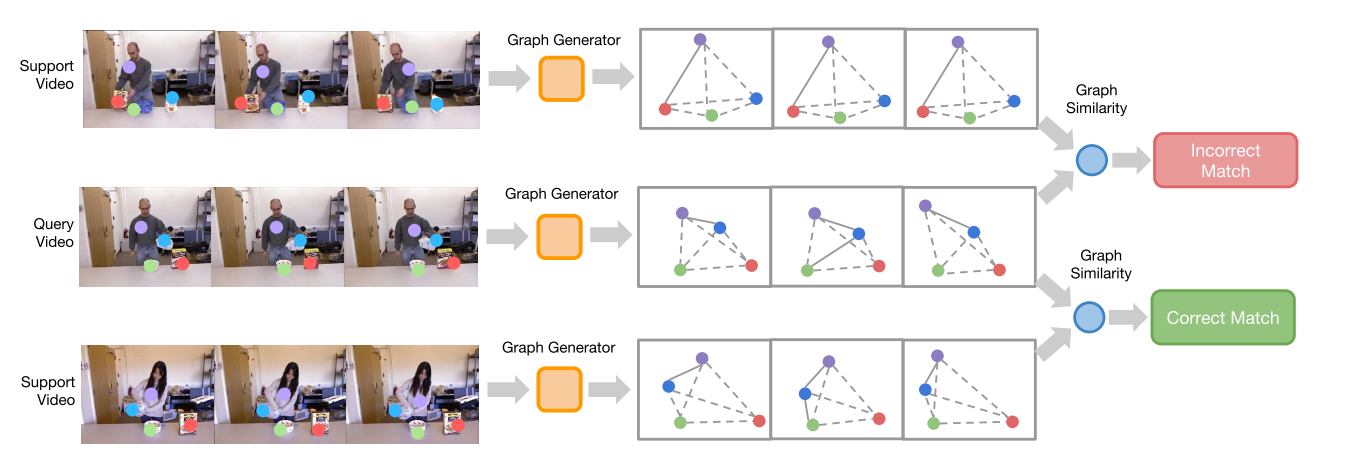 Support
Video
Graph Generator
Graph
Similarity
Incorrect
Match
Query
Video
Graph Generator
Graph
Similarity
Correct Match
Support
Video
Graph Generator